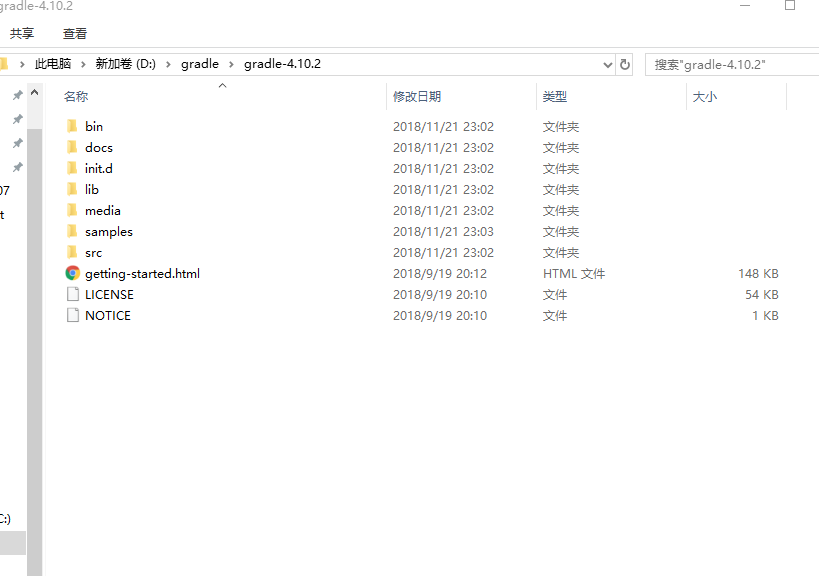 gradle-4.10.2
共享 查看
此电脑 新加卷 (D:) gradle gradle-4.10.2 搜索"gradle-4.10.2"
名称 修改日期 类型 大小
bin 2018/11/21 23:02 文件夹
docs 2018/11/21 23:02 文件夹
init.d 2018/11/21 23:02 文件夹
07 lib 2018/11/21 23:02 文件夹
t media 2018/11/21 23:02 文件夹
samples 2018/11/21 23:03 文件夹
src 2018/11/21 23:02 文件夹
getting-started.html 2018/9/19 20:12 HTML 文件 148 KB
LICENSE 2018/9/19 20:10 文件 54 KB
NOTICE 2018/9/19 20:10 文件 1 KB
C:)